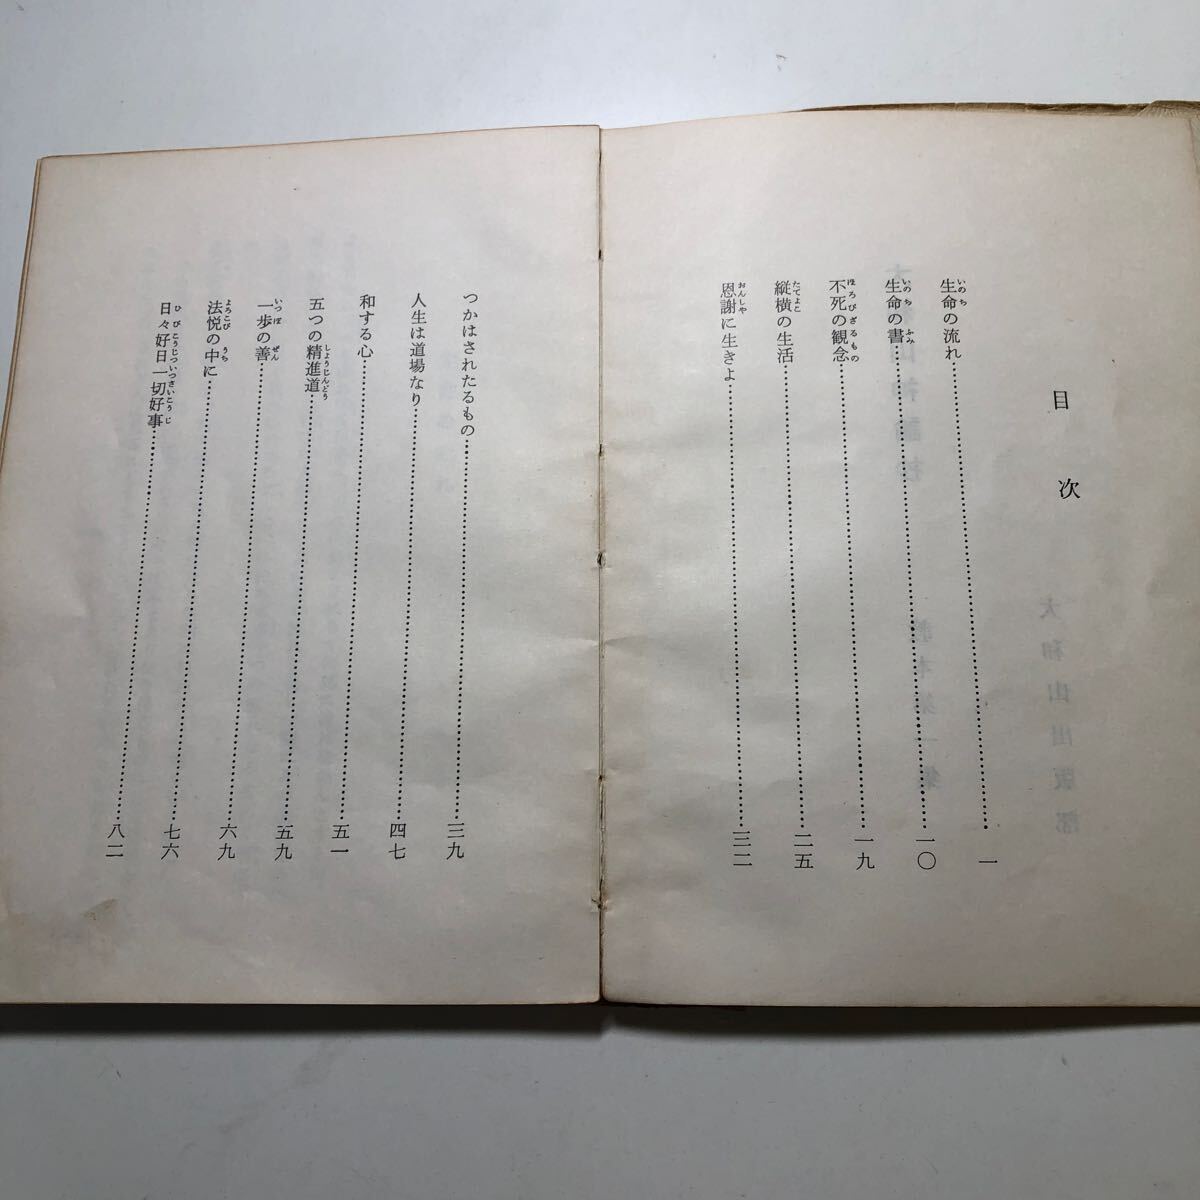 目次
生命の流れ……一
生命の書……一〇
不死の観念……一九
縦横の生活……二五
恩謝に生きよ……三二
つかはされたるもの……三九
人生は道場なり……四七
和する心……五一
五つの精進道……五九
一歩の善……六九
法悦の中に……七六
日々好日一切好事……八二